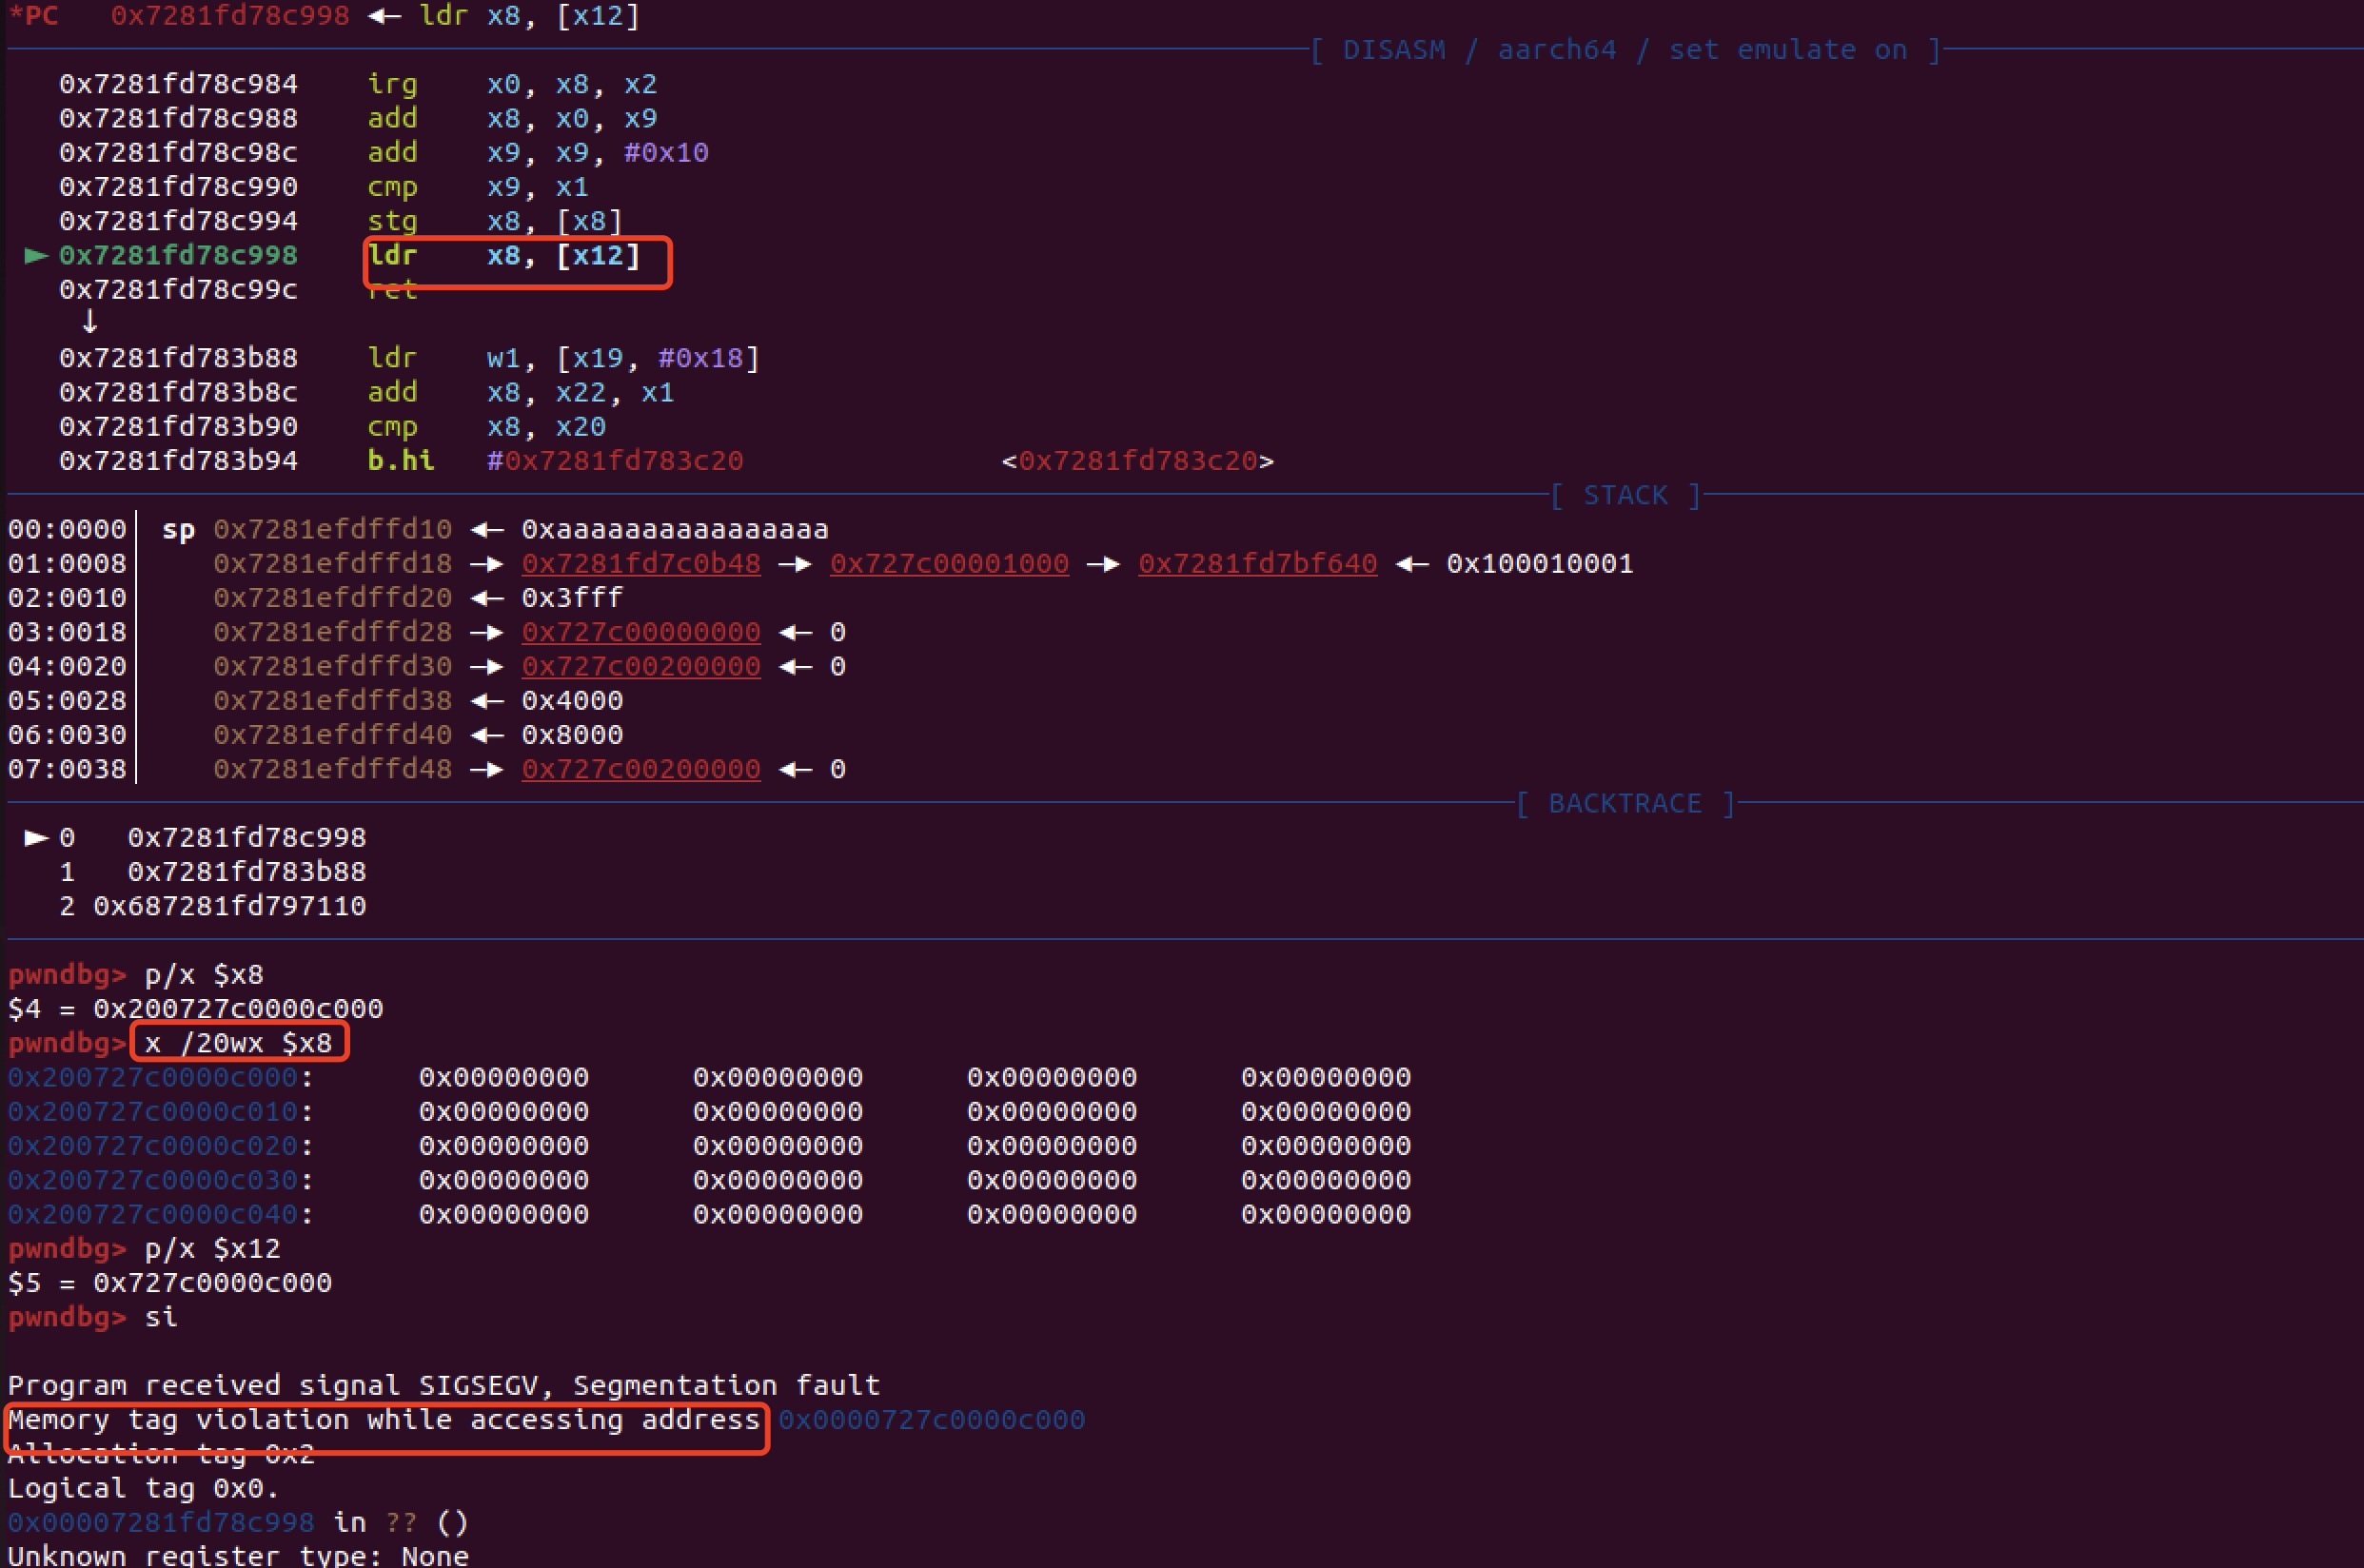 *PC   0x7281fd78c998 ◂— ldr x8, [x12]
[ DISASM / aarch64 / set emulate on ]
0x7281fd78c984    irg    x0, x8, x2
0x7281fd78c988    add    x8, x0, x9
0x7281fd78c98c    add    x9, x9, #0x10
0x7281fd78c990    cmp    x9, x1
0x7281fd78c994    stg    x8, [x8]
► 0x7281fd78c998    ldr    x8, [x12]
0x7281fd78c99c    ret
↓
0x7281fd783b88    ldr    w1, [x19, #0x18]
0x7281fd783b8c    add    x8, x22, x1
0x7281fd783b90    cmp    x8, x20
0x7281fd783b94    b.hi   #0x7281fd783c20                <0x7281fd783c20>
[ STACK ]
00:0000│  sp 0x7281efdffd10 ◂— 0xaaaaaaaaaaaaaaaa
01:0008│     0x7281efdffd18 —▸ 0x7281fd7c0b48 —▸ 0x727c00001000 —▸ 0x7281fd7bf640 ◂— 0x100010001
02:0010│     0x7281efdffd20 ◂— 0x3fff
03:0018│     0x7281efdffd28 —▸ 0x727c00000000 ◂— 0
04:0020│     0x7281efdffd30 —▸ 0x727c00200000 ◂— 0
05:0028│     0x7281efdffd38 ◂— 0x4000
06:0030│     0x7281efdffd40 ◂— 0x8000
07:0038│     0x7281efdffd48 —▸ 0x727c00200000 ◂— 0
[ BACKTRACE ]
► 0   0x7281fd78c998
1   0x7281fd783b88
2 0x687281fd797110
pwndbg> p/x $x8
$4 = 0x200727c0000c000
pwndbg> x /20wx $x8
0x200727c0000c000:      0x00000000      0x00000000      0x00000000      0x00000000
0x200727c0000c010:      0x00000000      0x00000000      0x00000000      0x00000000
0x200727c0000c020:      0x00000000      0x00000000      0x00000000      0x00000000
0x200727c0000c030:      0x00000000      0x00000000      0x00000000      0x00000000
0x200727c0000c040:      0x00000000      0x00000000      0x00000000      0x00000000
pwndbg> p/x $x12
$5 = 0x727c0000c000
pwndbg> si
Program received signal SIGSEGV, Segmentation fault
Memory tag violation while accessing address 0x0000727c0000c000
Allocation tag 0x2
Logical tag 0x0.
0x00007281fd78c998 in ?? ()
Unknown register type: None